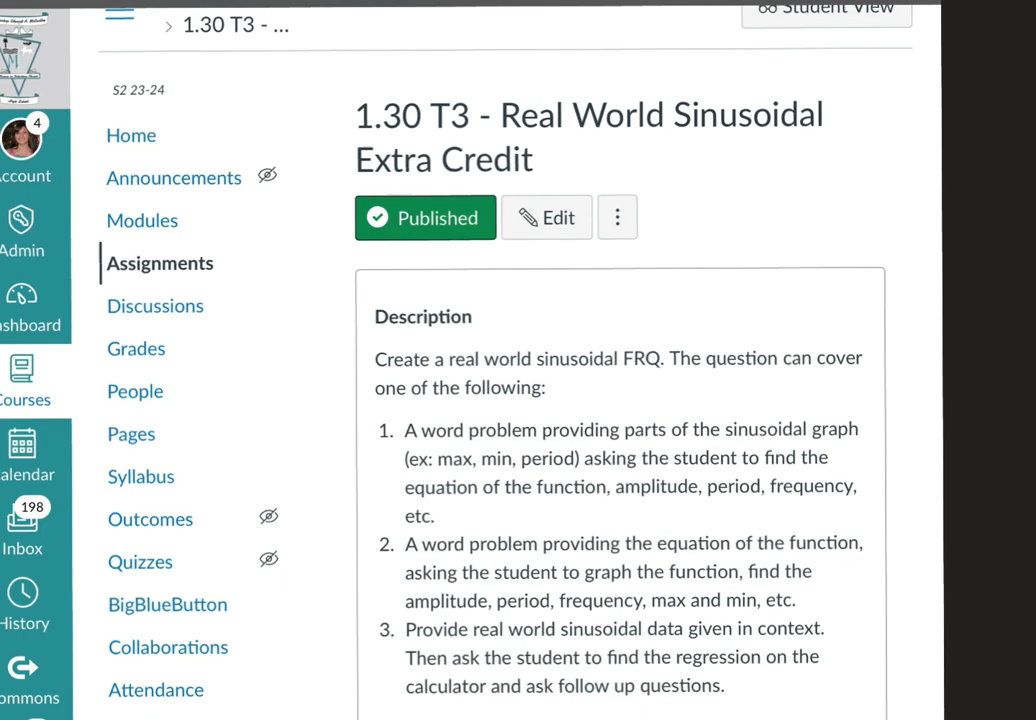 > 1.30 T3 - ...
Student View
S2 23-24
Home
Announcements
Modules
Assignments
Discussions
Grades
People
Pages
Syllabus
Outcomes
Quizzes
BigBlueButton
Collaborations
Attendance
4
Account
Admin
ashboard
Courses
alendar
198
Inbox
History
ommons
1.30 T3 - Real World Sinusoidal
Extra Credit
Published
Edit
Description
Create a real world sinusoidal FRQ. The question can cover
one of the following:
1. A word problem providing parts of the sinusoidal graph
(ex: max, min, period) asking the student to find the
equation of the function, amplitude, period, frequency,
etc.
2. A word problem providing the equation of the function,
asking the student to graph the function, find the
amplitude, period, frequency, max and min, etc.
3. Provide real world sinusoidal data given in context.
Then ask the student to find the regression on the
calculator and ask follow up questions.